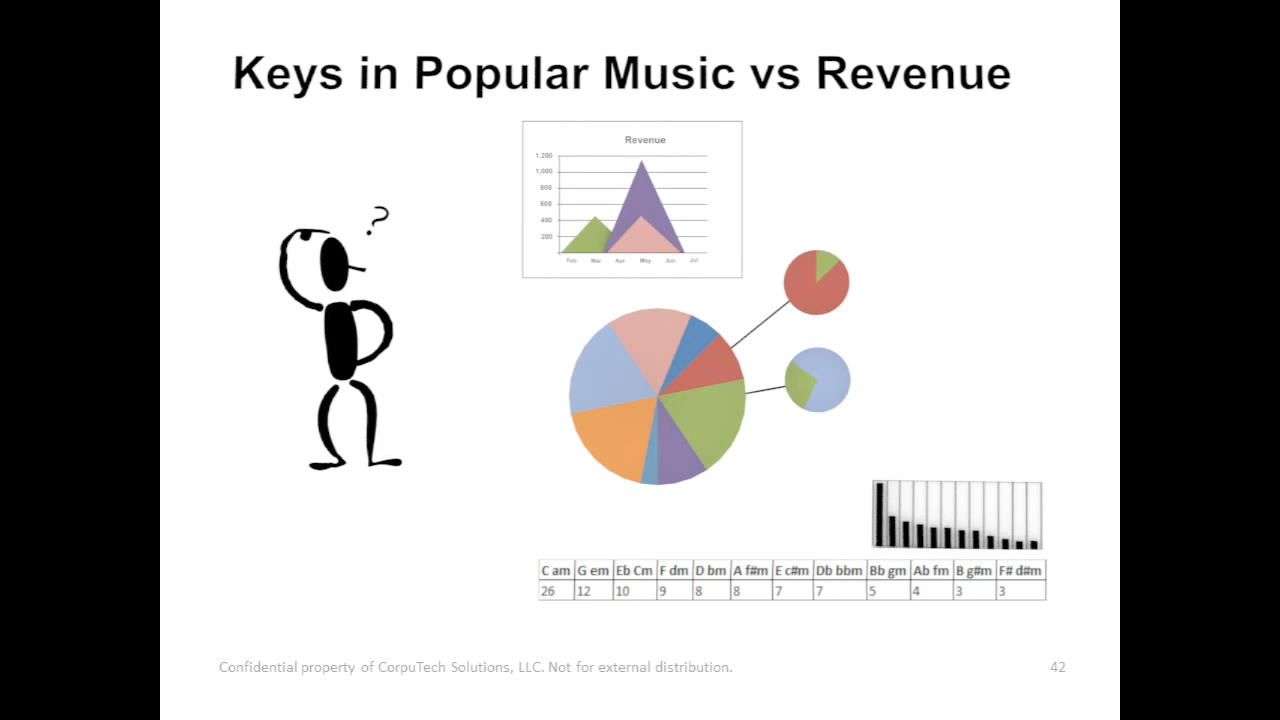 Keys in Popular Music vs Revenue
?
Revenue
1,200
1,000
800
600
400
200
Feb Mar Apr May Jun Jul
C am G em Eb Cm F dm D bm A f#m E c#m Db bbm Bb gm Ab fm B g#m F# d#m
26 12 10 9 8 8 7 7 5 4 3 3
Confidential property of CorpuTech Solutions, LLC. Not for external distribution. 42